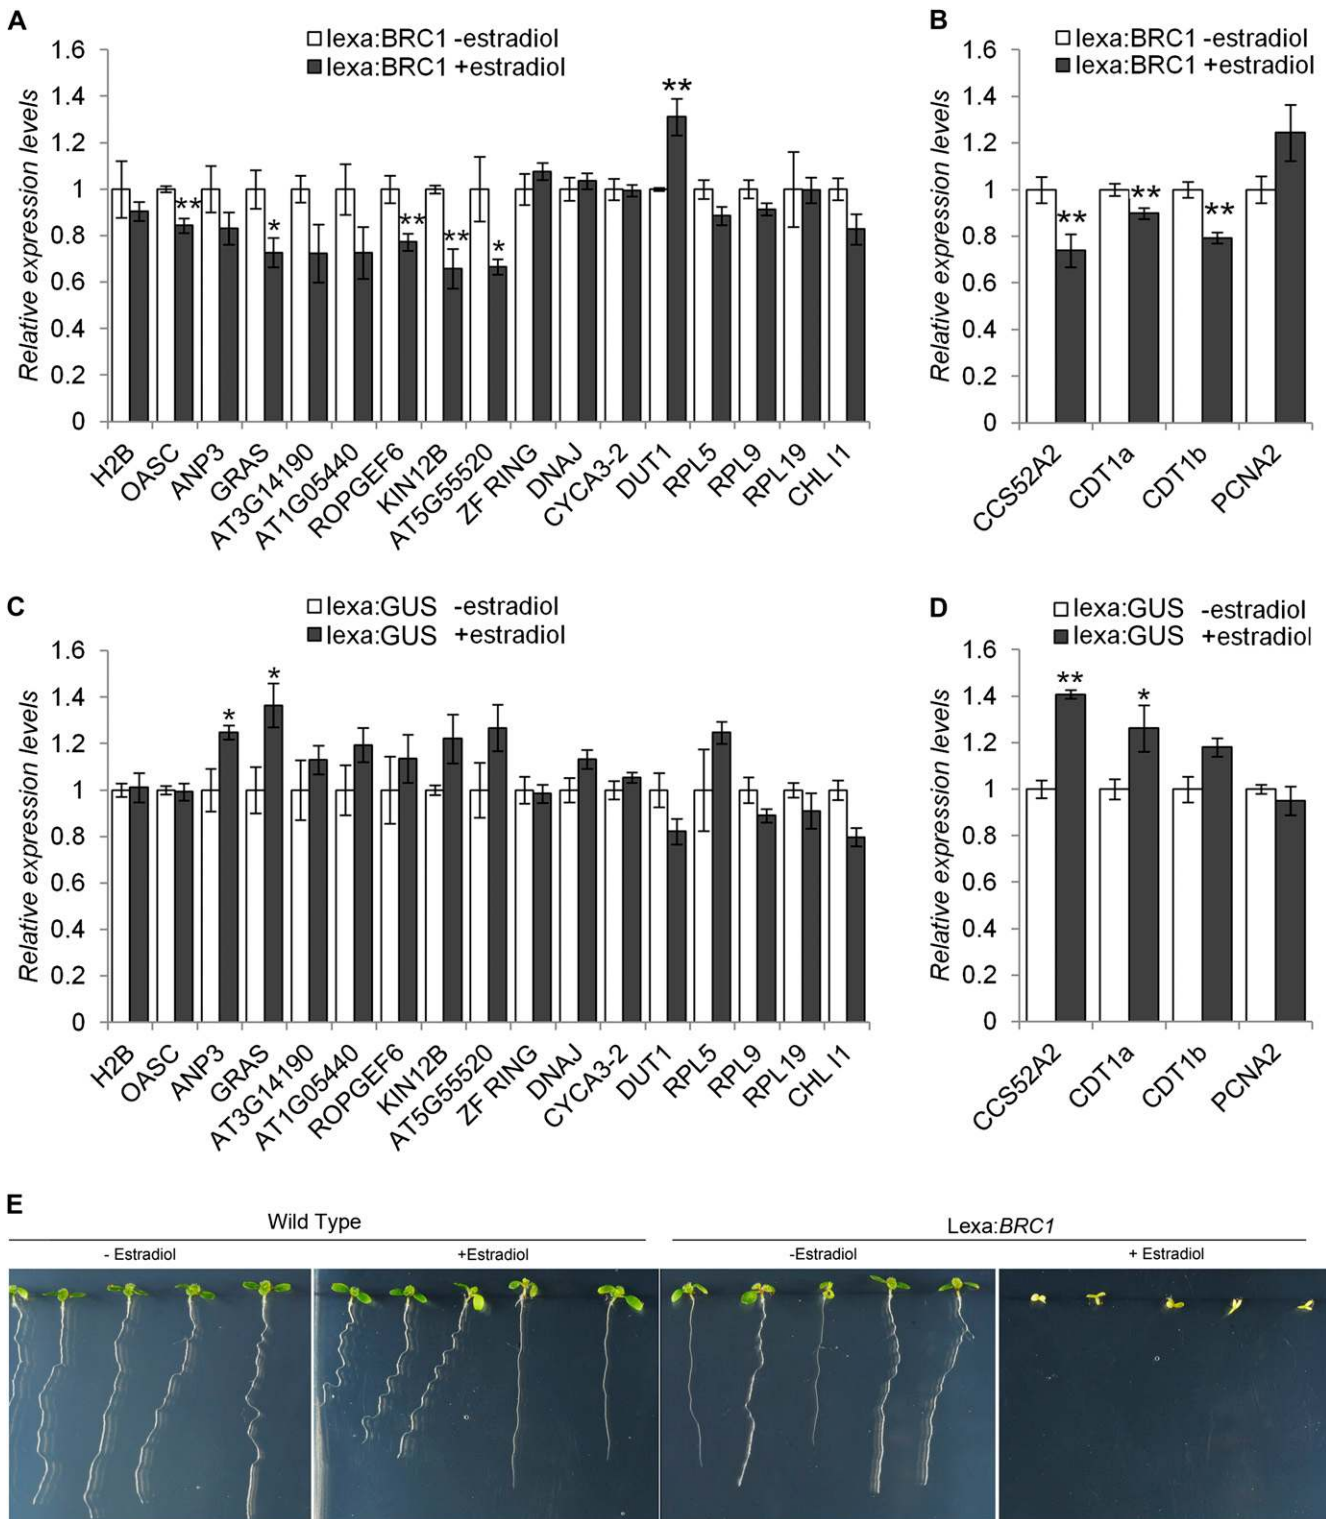 A
lexa:BRC1 -estradiol
lexa:BRC1 +estradiol
Relative expression levels
1.6
1.4
1.2
1
0.8
0.6
0.4
0.2
0
**
*
**
**
*
**
H2B
OASC
ANP3
GRAS
AT3G14190
AT1G05440
ROPGEF6
KIN12B
AT5G55520
ZF RING
DNAJ
CYCA3-2
DUT1
RPL5
RPL9
RPL19
CHL I1
B
lexa:BRC1 -estradiol
lexa:BRC1 +estradiol
Relative expression levels
1.6
1.4
1.2
1
0.8
0.6
0.4
0.2
0
**
**
**
CCS52A2
CDT1a
CDT1b
PCNA2
C
lexa:GUS -estradiol
lexa:GUS +estradiol
Relative expression levels
1.6
1.4
1.2
1
0.8
0.6
0.4
0.2
0
*
*
H2B
OASC
ANP3
GRAS
AT3G14190
AT1G05440
ROPGEF6
KIN12B
AT5G55520
ZF RING
DNAJ
CYCA3-2
DUT1
RPL5
RPL9
RPL19
CHL I1
D
lexa:GUS -estradiol
lexa:GUS +estradiol
Relative expression levels
1.6
1.4
1.2
1
0.8
0.6
0.4
0.2
0
**
*
CCS52A2
CDT1a
CDT1b
PCNA2
E
Wild Type
Lexa:BRC1
- Estradiol
+Estradiol
-Estradiol
+ Estradiol